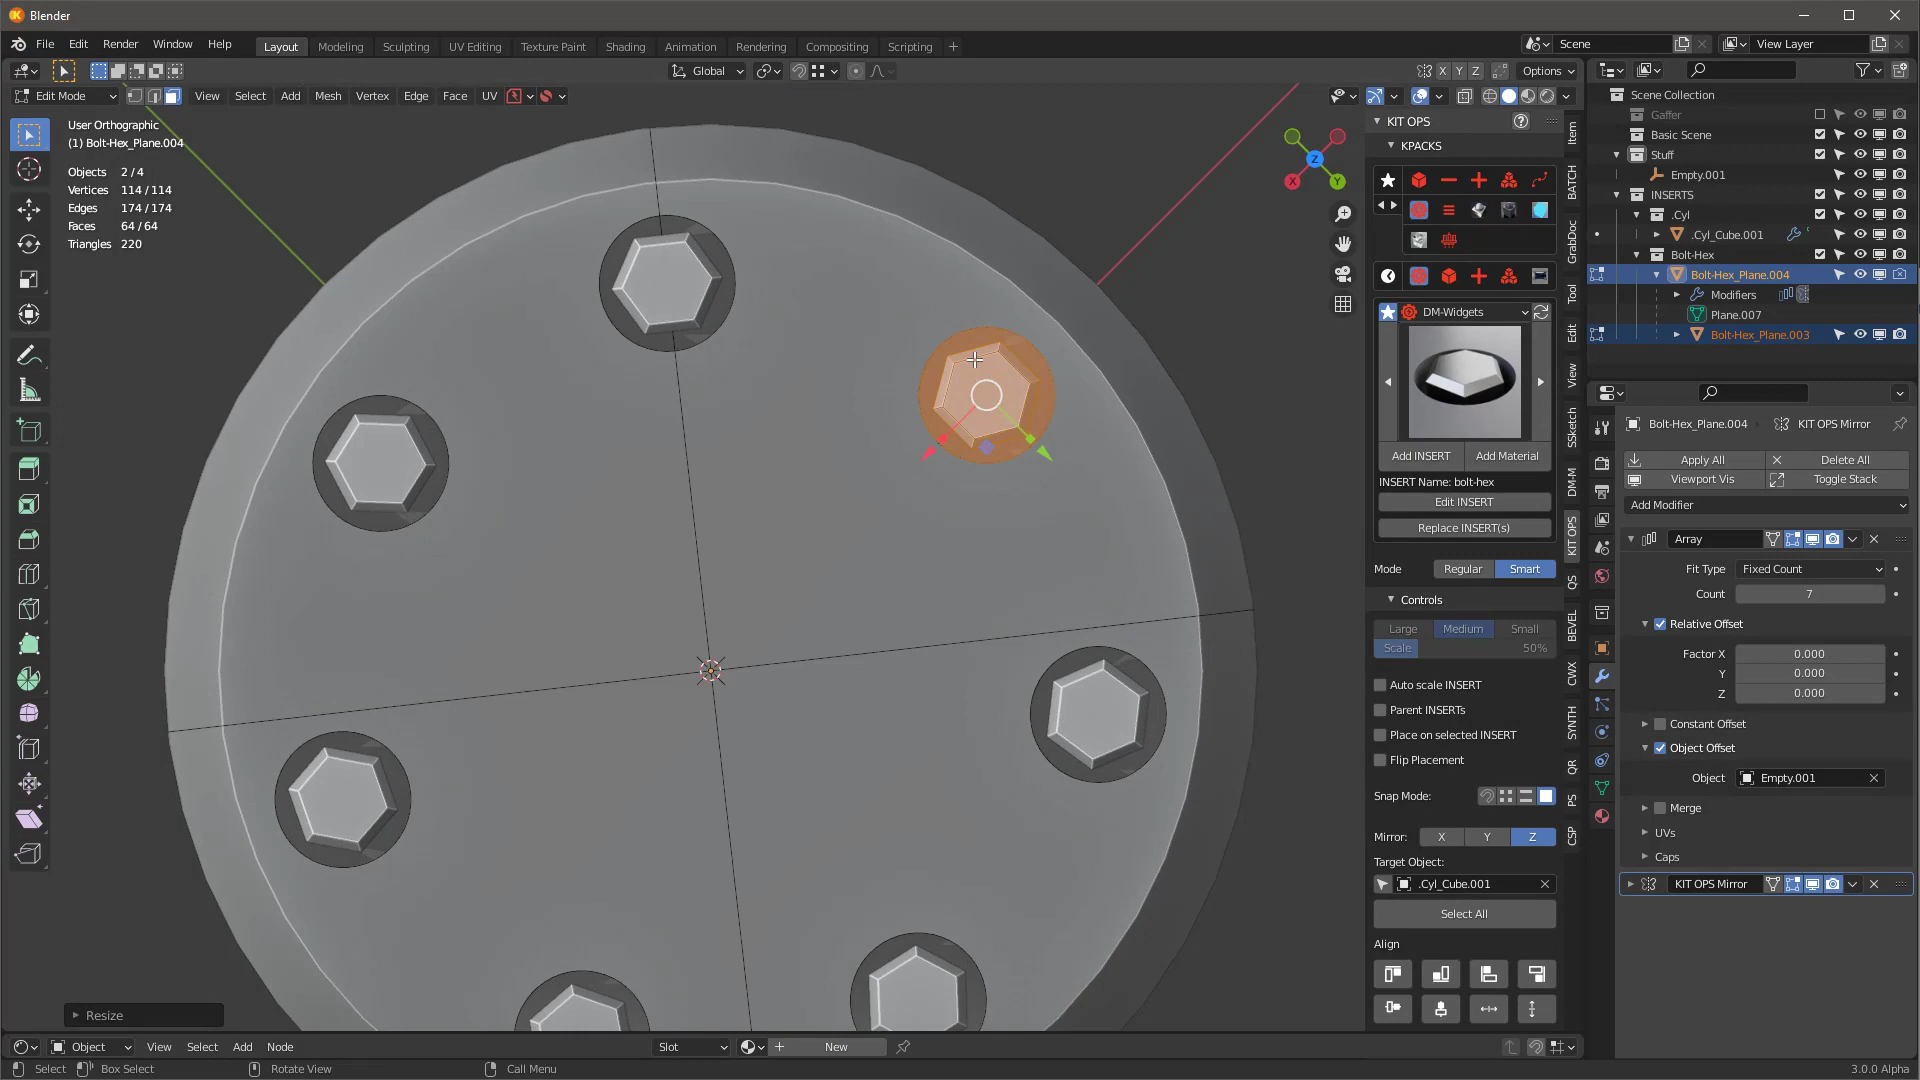 Blender
File Edit Render Window Help
Layout Modeling Sculpting UV Editing Texture Paint Shading Animation Rendering Compositing Scripting +
Scene
View Layer
Global
X Y Z
Options
Edit Mode
View Select Add Mesh Vertex Edge Face UV
User Orthographic
(1) Bolt-Hex_Plane.004
Objects 2 / 4
Vertices 114 / 114
Edges 174 / 174
Faces 64 / 64
Triangles 220
Z
X
Y
KIT OPS
KPACKS
DM-Widgets
Add INSERT
Add Material
INSERT Name: bolt-hex
Edit INSERT
Replace INSERT(s)
Mode Regular Smart
Controls
Large Medium Small
Scale 50%
Auto scale INSERT
Parent INSERTs
Place on selected INSERT
Flip Placement
Snap Mode:
Mirror: X Y Z
Target Object:
.Cyl_Cube.001
Select All
Align
Item
BATCH
GrabDoc
Tool
Edit
View
SSketch
DM-M
KIT OPS
QS
BEVEL
CWX
SYNTH
QR
PS
CSP
Scene Collection
Gaffer
Basic Scene
Stuff
Empty.001
INSERTS
.Cyl
.Cyl_Cube.001
Bolt-Hex
Bolt-Hex_Plane.004
Modifiers
Plane.007
Bolt-Hex_Plane.003
Bolt-Hex_Plane.004 KIT OPS Mirror
Apply All Delete All
Viewport Vis Toggle Stack
Add Modifier
Array
Fit Type Fixed Count
Count 7
Relative Offset
Factor X 0.000
Y 0.000
Z 0.000
Constant Offset
Object Offset
Object Empty.001
Merge
UVs
Caps
KIT OPS Mirror
Resize
Object View Select Add Node
Slot
New
Select Box Select Rotate View Call Menu
3.0.0 Alpha